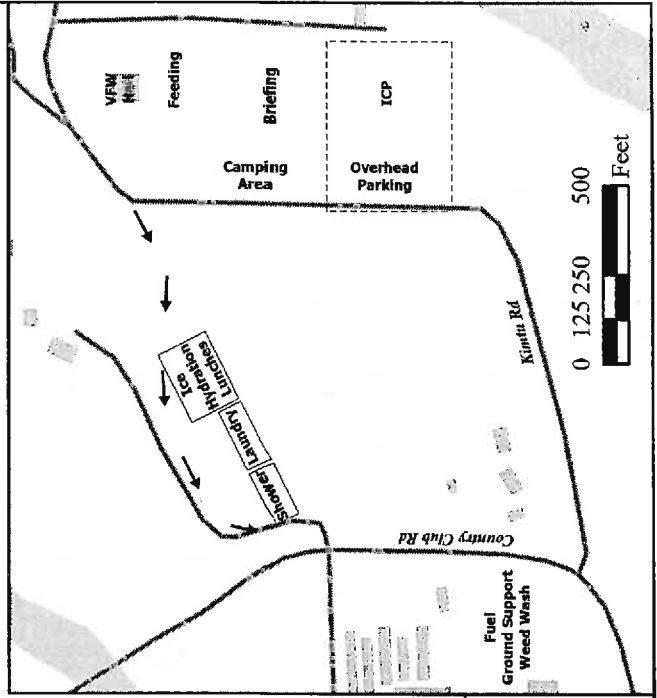 VFW
Hall
Feeding
Briefing
ICP
Camping
Area
Overhead
Parking
Ice
Hydration
Lunches
Laundry
Shower
Kimtu Rd
Country Club Rd
Fuel
Ground Support
Weed Wash
0 125 250 500
Feet